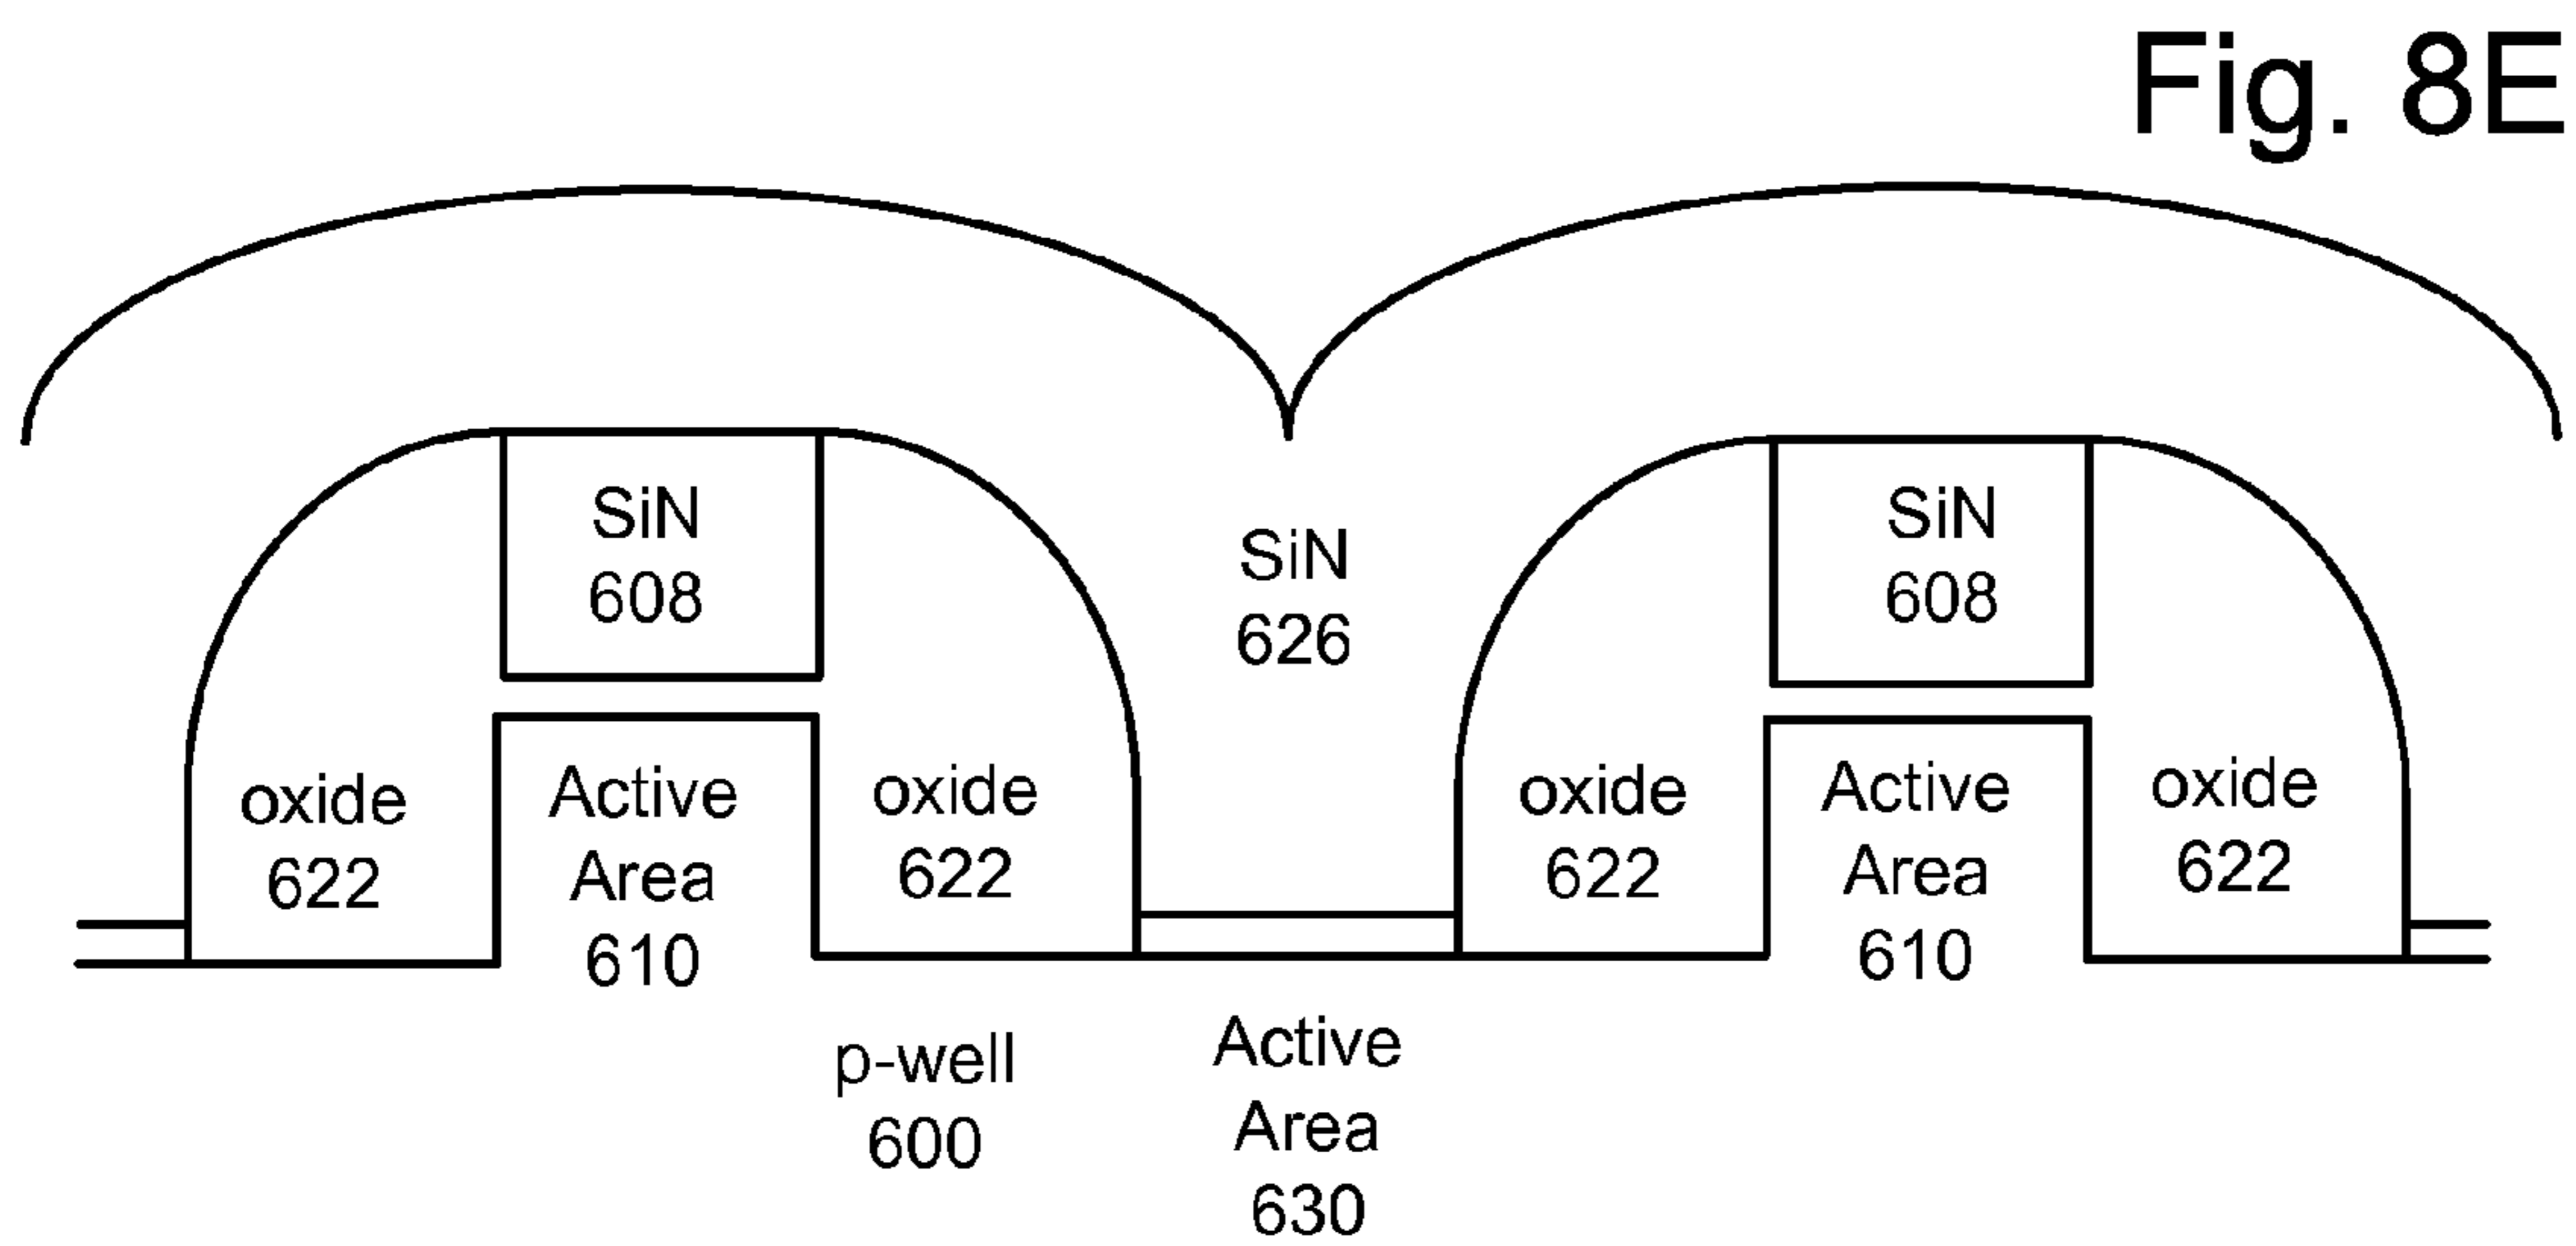 Fig. 8E
SiN
608
SiN
626
SiN
608
oxide
622
Active
Area
610
oxide
622
oxide
622
Active
Area
610
oxide
622
p-well
600
Active
Area
630